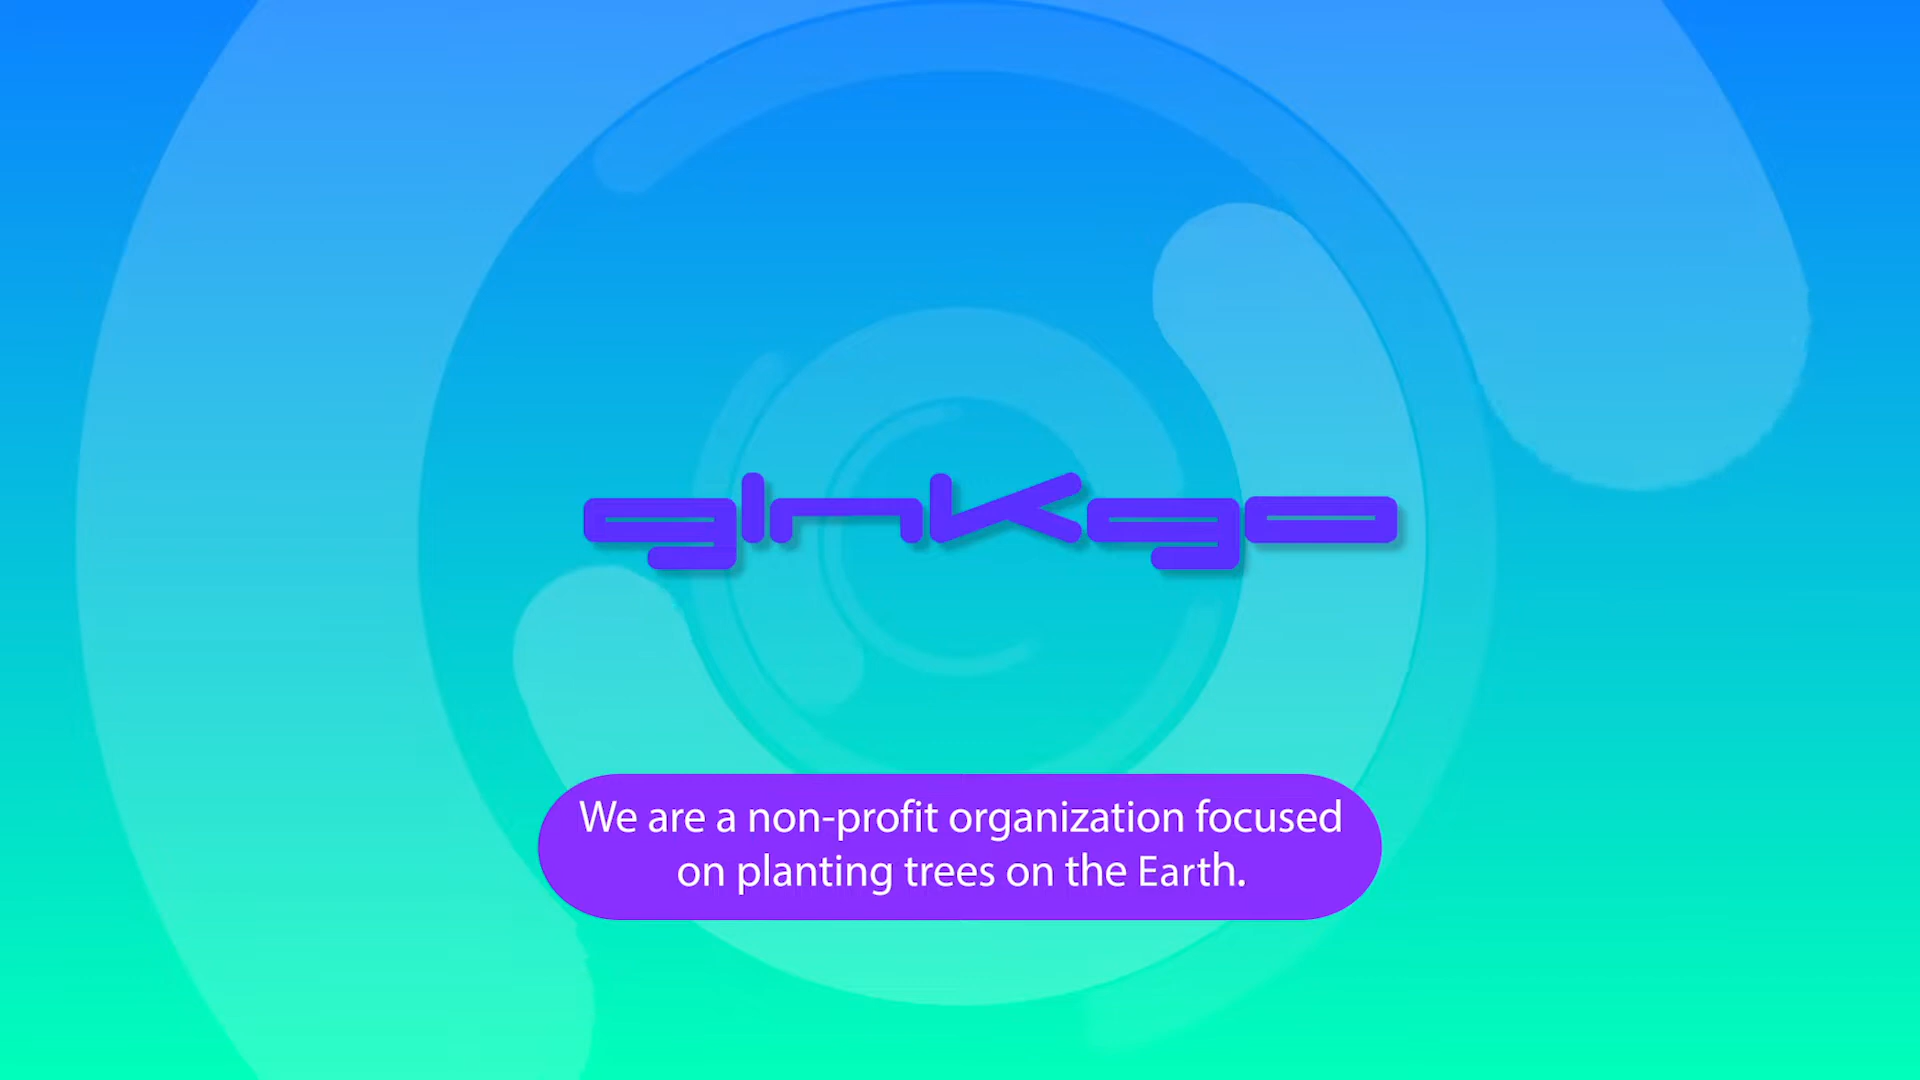 ginkgo
We are a non-profit organization focused
on planting trees on the Earth.